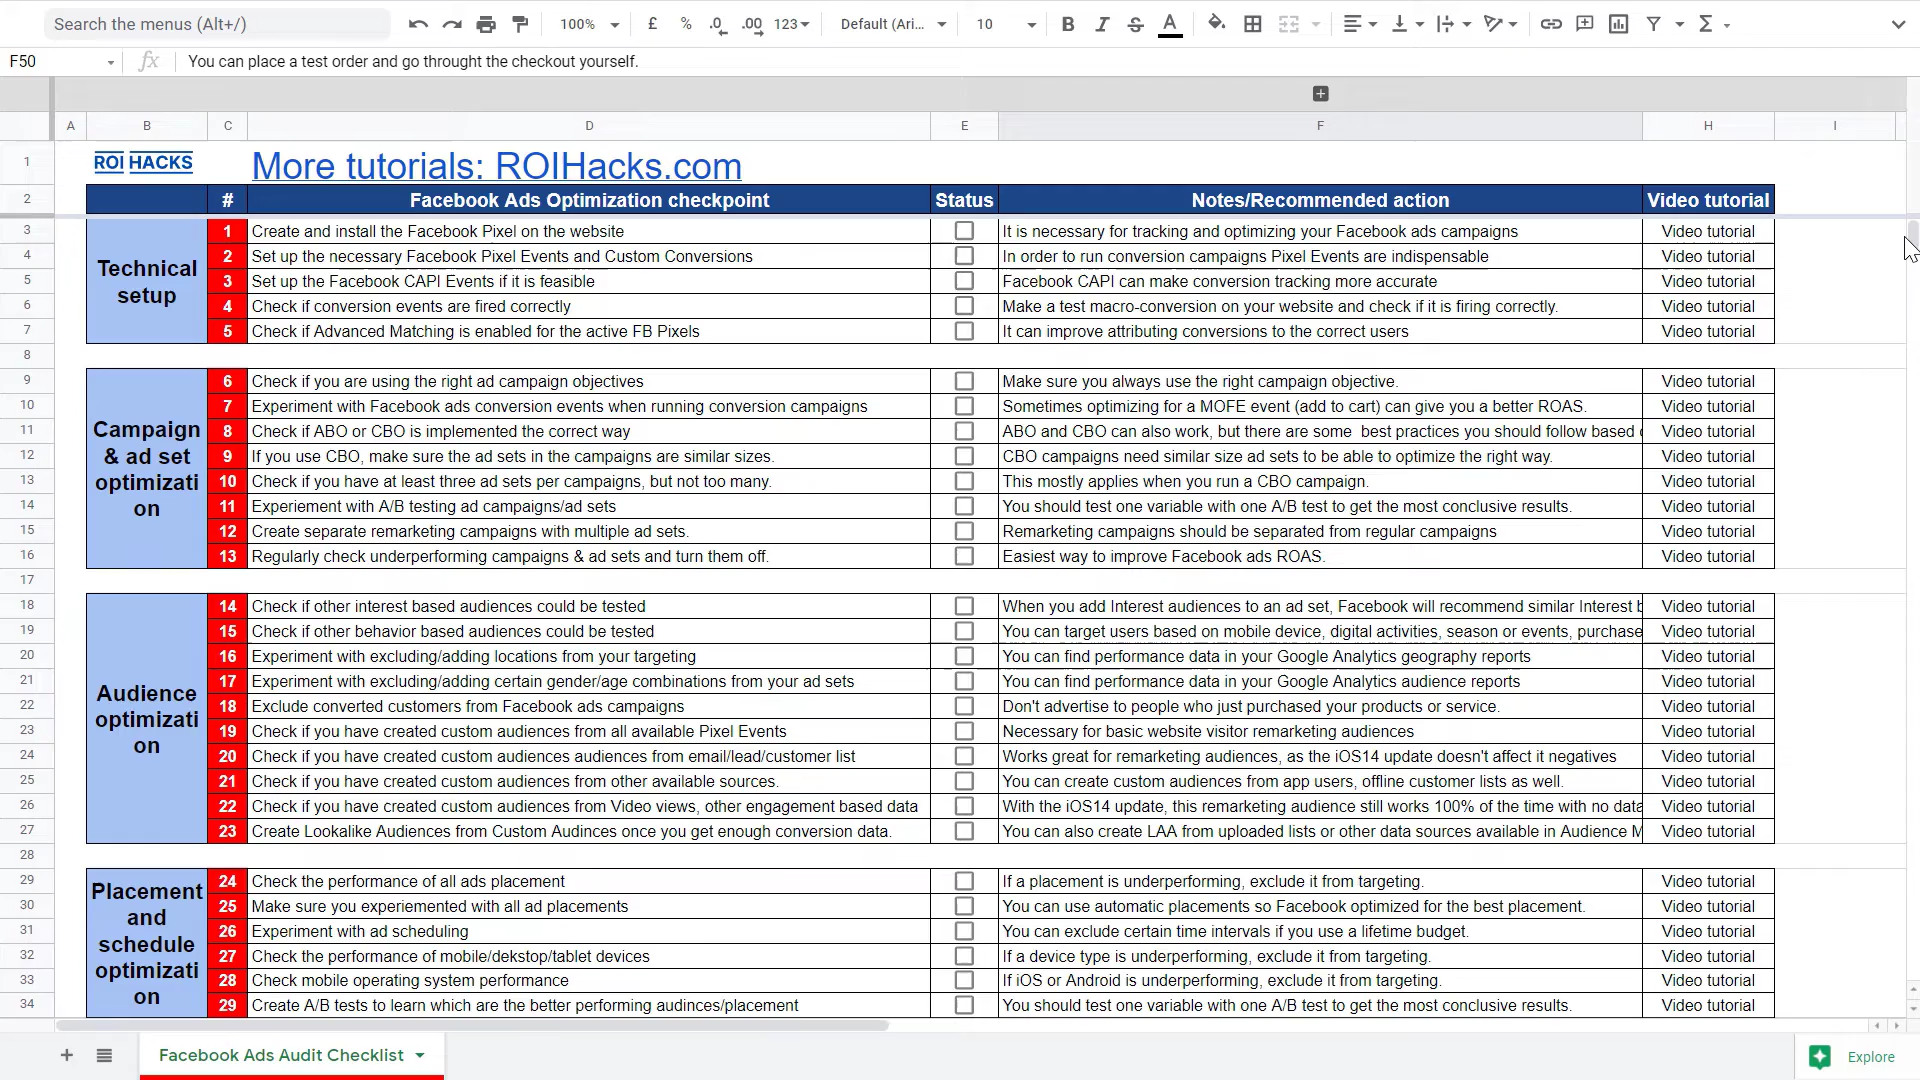 Search the menus (Alt+/)
100%
£
%
.0
.00
123
Default (Ari...
10
B
I
S
A
F50
fx
You can place a test order and go throught the checkout yourself.
A B C D E F H I
1 ROI HACKS More tutorials: ROIHacks.com
2 # Facebook Ads Optimization checkpoint Status Notes/Recommended action Video tutorial
Technical
setup
3 1 Create and install the Facebook Pixel on the website It is necessary for tracking and optimizing your Facebook ads campaigns Video tutorial
4 2 Set up the necessary Facebook Pixel Events and Custom Conversions In order to run conversion campaigns Pixel Events are indispensable Video tutorial
5 3 Set up the Facebook CAPI Events if it is feasible Facebook CAPI can make conversion tracking more accurate Video tutorial
6 4 Check if conversion events are fired correctly Make a test macro-conversion on your website and check if it is firing correctly. Video tutorial
7 5 Check if Advanced Matching is enabled for the active FB Pixels It can improve attributing conversions to the correct users Video tutorial
8
Campaign
& ad set
optimizati
on
9 6 Check if you are using the right ad campaign objectives Make sure you always use the right campaign objective. Video tutorial
10 7 Experiment with Facebook ads conversion events when running conversion campaigns Sometimes optimizing for a MOFE event (add to cart) can give you a better ROAS. Video tutorial
11 8 Check if ABO or CBO is implemented the correct way ABO and CBO can also work, but there are some best practices you should follow based Video tutorial
12 9 If you use CBO, make sure the ad sets in the campaigns are similar sizes. CBO campaigns need similar size ad sets to be able to optimize the right way. Video tutorial
13 10 Check if you have at least three ad sets per campaigns, but not too many. This mostly applies when you run a CBO campaign. Video tutorial
14 11 Experiement with A/B testing ad campaigns/ad sets You should test one variable with one A/B test to get the most conclusive results. Video tutorial
15 12 Create separate remarketing campaigns with multiple ad sets. Remarketing campaigns should be separated from regular campaigns Video tutorial
16 13 Regularly check underperforming campaigns & ad sets and turn them off. Easiest way to improve Facebook ads ROAS. Video tutorial
17
Audience
optimizati
on
18 14 Check if other interest based audiences could be tested When you add Interest audiences to an ad set, Facebook will recommend similar Interest Video tutorial
19 15 Check if other behavior based audiences could be tested You can target users based on mobile device, digital activities, season or events, purchase Video tutorial
20 16 Experiment with excluding/adding locations from your targeting You can find performance data in your Google Analytics geography reports Video tutorial
21 17 Experiment with excluding/adding certain gender/age combinations from your ad sets You can find performance data in your Google Analytics audience reports Video tutorial
22 18 Exclude converted customers from Facebook ads campaigns Don't advertise to people who just purchased your products or service. Video tutorial
23 19 Check if you have created custom audiences from all available Pixel Events Necessary for basic website visitor remarketing audiences Video tutorial
24 20 Check if you have created custom audiences audiences from email/lead/customer list Works great for remarketing audiences, as the iOS14 update doesn't affect it negatives Video tutorial
25 21 Check if you have created custom audiences from other available sources. You can create custom audiences from app users, offline customer lists as well. Video tutorial
26 22 Check if you have created custom audiences from Video views, other engagement based data With the iOS14 update, this remarketing audience still works 100% of the time with no data Video tutorial
27 23 Create Lookalike Audiences from Custom Audinces once you get enough conversion data. You can also create LAA from uploaded lists or other data sources available in Audience M Video tutorial
28
Placement
and
schedule
optimizati
on
29 24 Check the performance of all ads placement If a placement is underperforming, exclude it from targeting. Video tutorial
30 25 Make sure you experiemented with all ad placements You can use automatic placements so Facebook optimized for the best placement. Video tutorial
31 26 Experiment with ad scheduling You can exclude certain time intervals if you use a lifetime budget. Video tutorial
32 27 Check the performance of mobile/dekstop/tablet devices If a device type is underperforming, exclude it from targeting. Video tutorial
33 28 Check mobile operating system performance If iOS or Android is underperforming, exclude it from targeting. Video tutorial
34 29 Create A/B tests to learn which are the better performing audinces/placement You should test one variable with one A/B test to get the most conclusive results. Video tutorial
Facebook Ads Audit Checklist
Explore